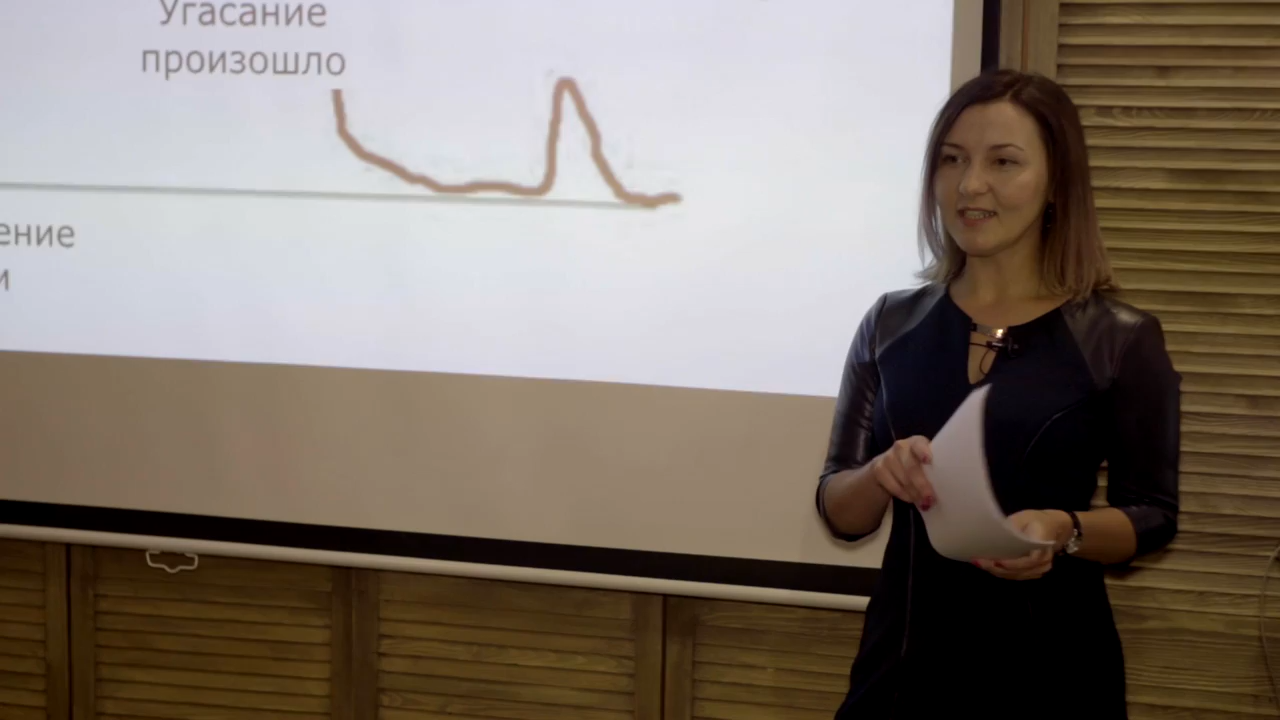 Угасание
произошло
ение
и